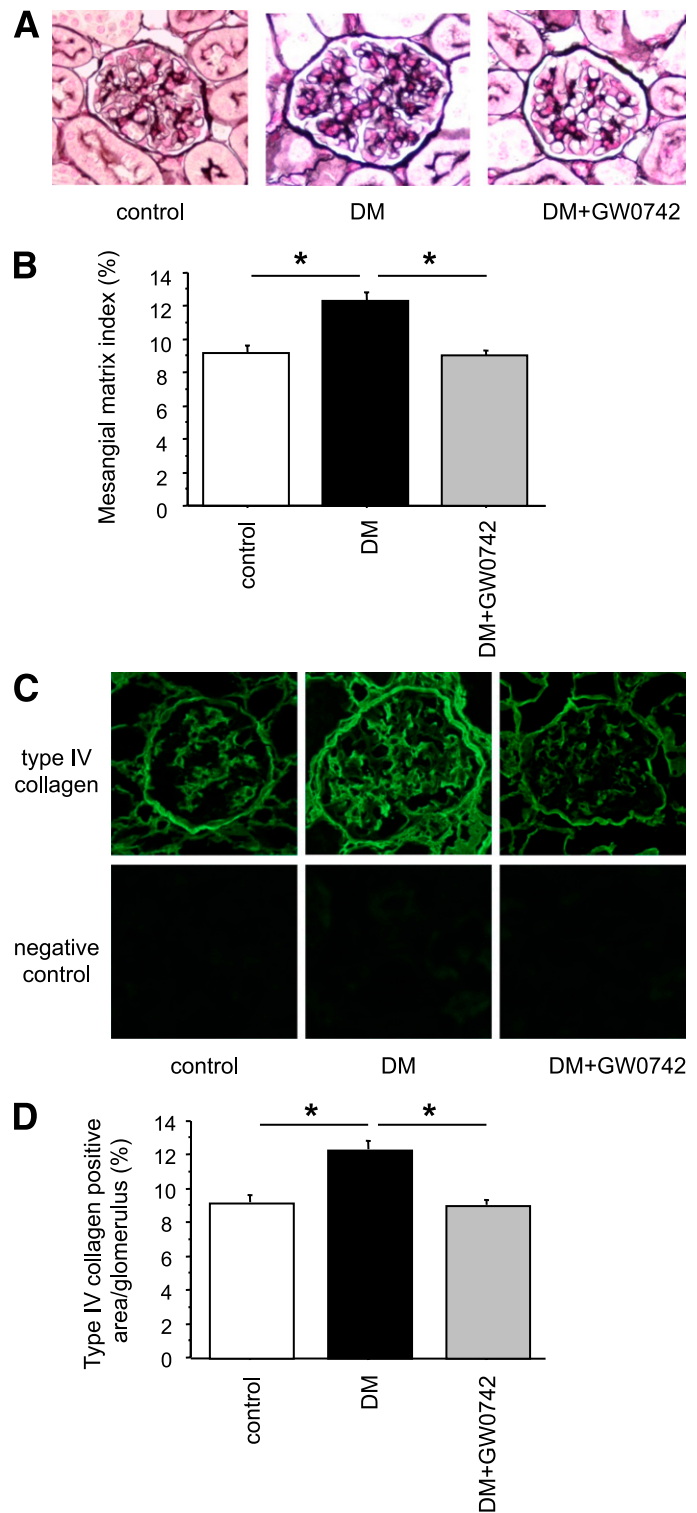 A
control
DM
DM+GW0742
B
Mesangial matrix index (%)
14
12
10
8
6
4
2
0
*
*
control
DM
DM+GW0742
C
type IV
collagen
negative
control
control
DM
DM+GW0742
D
Type IV collagen positive
area/glomerulus (%)
14
12
10
8
6
4
2
0
*
*
control
DM
DM+GW0742